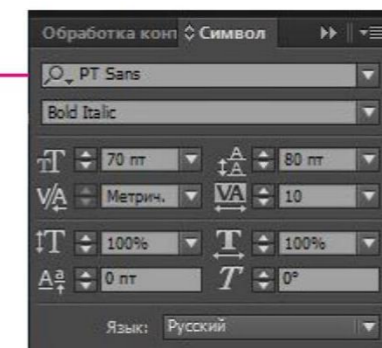 Обработка конт Символ
PT Sans
Bold Italic
70 пт 80 пт
Метрич. 10
100% 100%
0 пт 0°
Язык: Русский